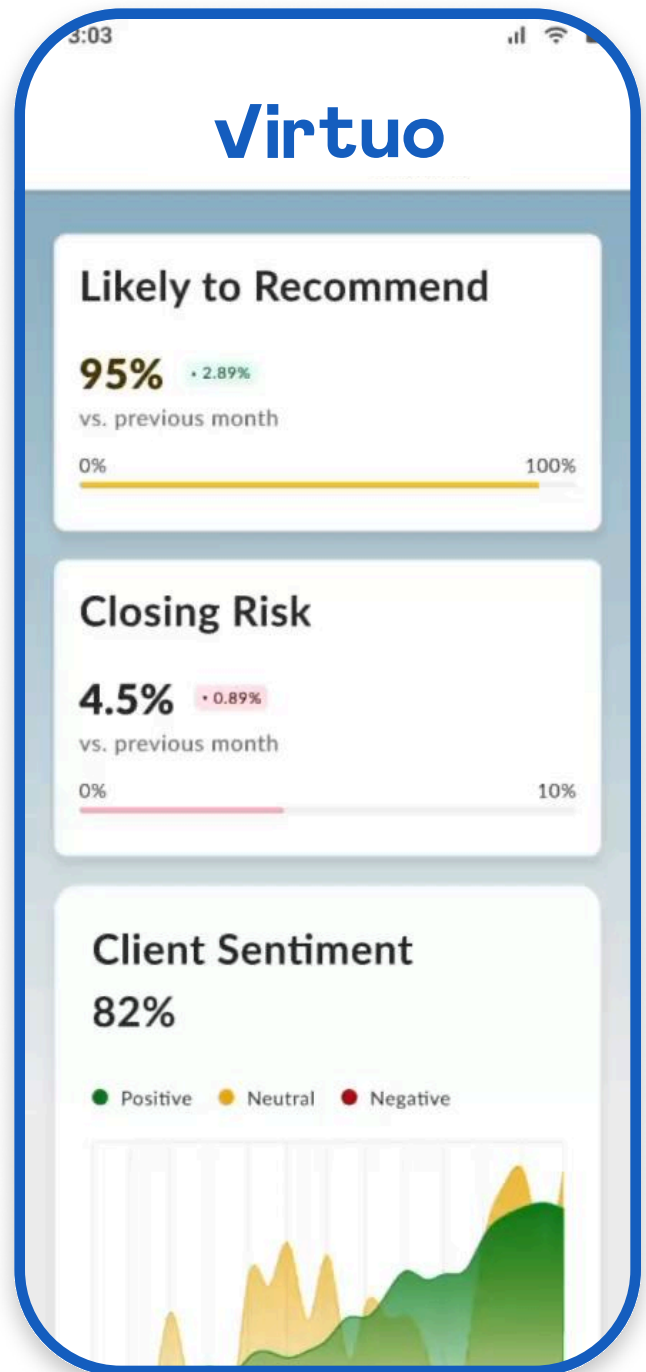 3:03
Virtuo
Likely to Recommend
95% • 2.89%
vs. previous month
0% 100%
Closing Risk
4.5% • 0.89%
vs. previous month
0% 10%
Client Sentiment
82%
Positive Neutral Negative